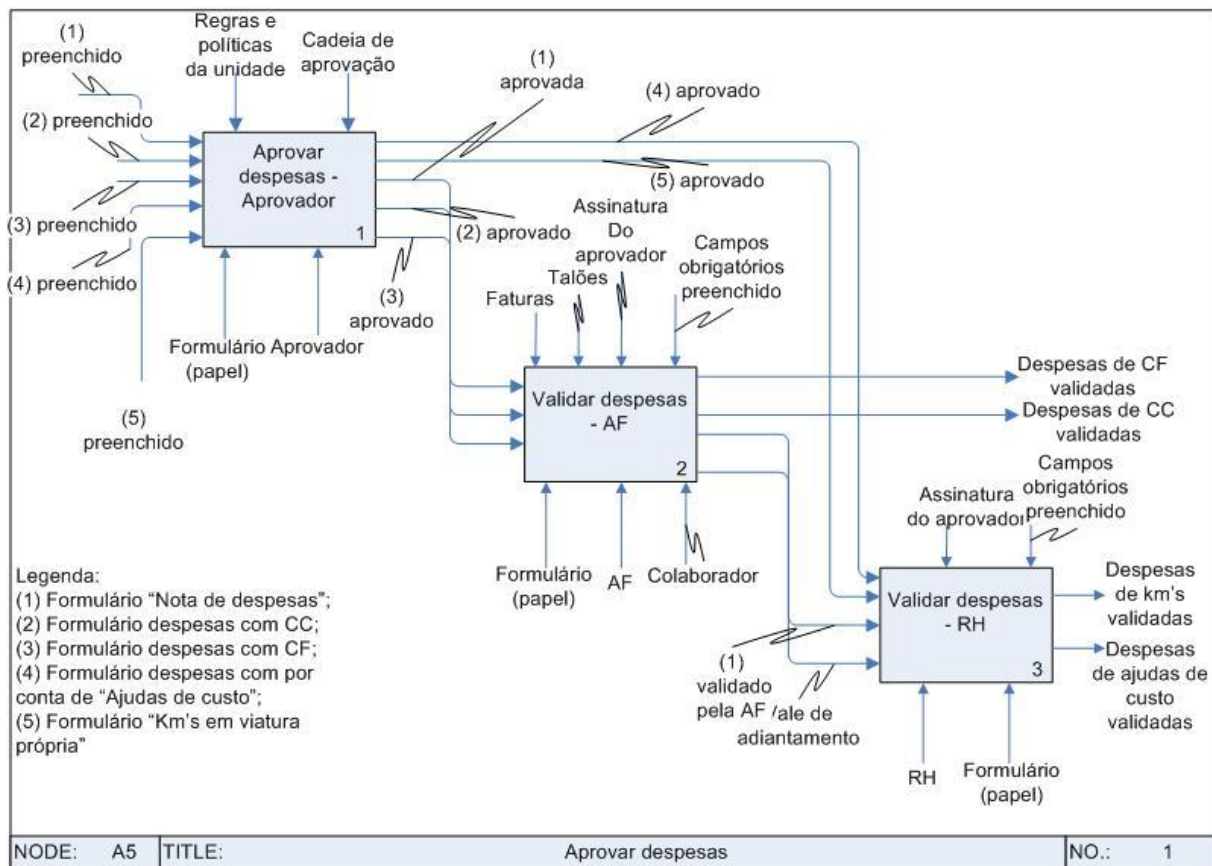 (1)
preenchido
Regras e
políticas
da unidade
Cadeia de
aprovação
(1)
aprovada
(4) aprovado
(2) preenchido
Aprovar
despesas -
Aprovador
1
(5) aprovado
(3) preenchido
(2) aprovado
Assinatura
Do
aprovador
Campos
obrigatórios
preenchido
(4) preenchido
Talões
Faturas
(3)
aprovado
Formulário
(papel)
Aprovador
(5)
preenchido
Validar despesas
- AF
2
Despesas de CF
validadas
Despesas de CC
validadas
Formulário
(papel)
AF
Colaborador
Assinatura
do aprovador
Campos
obrigatórios
preenchido
Validar despesas
- RH
3
Despesas
de km's
validadas
Despesas
de ajudas de
custo
validadas
(1)
validado
pela AF
ale de
adiantamento
RH
Formulário
(papel)
Legenda:
(1) Formulário “Nota de despesas”;
(2) Formulário despesas com CC;
(3) Formulário despesas com CF;
(4) Formulário despesas com por
conta de “Ajudas de custo”;
(5) Formulário “Km's em viatura
própria”
NODE: A5 TITLE: Aprovar despesas NO.: 1